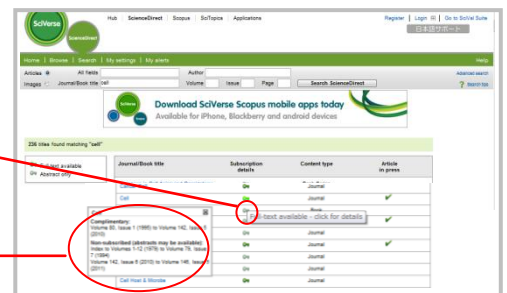 SciVerse
ScienceDirect
Hub | ScienceDirect | Scopus | SciTopics | Applications
Register | Login | Go to SciVal Suite
日本語サポート
Home | Browse | Search | My settings | My alerts
Help
Articles All fields Author
Advanced search
Images Journal/Book title cell Volume Issue Page Search ScienceDirect
Search tips
SciVerse
Download SciVerse Scopus mobile apps today
Available for iPhone, Blackberry and android devices
236 titles found matching "cell"
Full-text available
Abstract only
Journal/Book title Subscription details Content type Article in press
Journal
Cell Journal
Full-text available - click for details
Complimentary:
Volume 83, Issue 1 (1995) to Volume 142, Issue 5
(2010)
Journal
Non-subscribed (abstracts may be available):
Index to Volumes 1-12 (1979) to Volume 79, Issue
7 (1994)
Journal
Volume 142, Issue 6 (2010) to Volume 146, Issue
(2011)
Journal
Journal
Cell Host & Microbe Journal